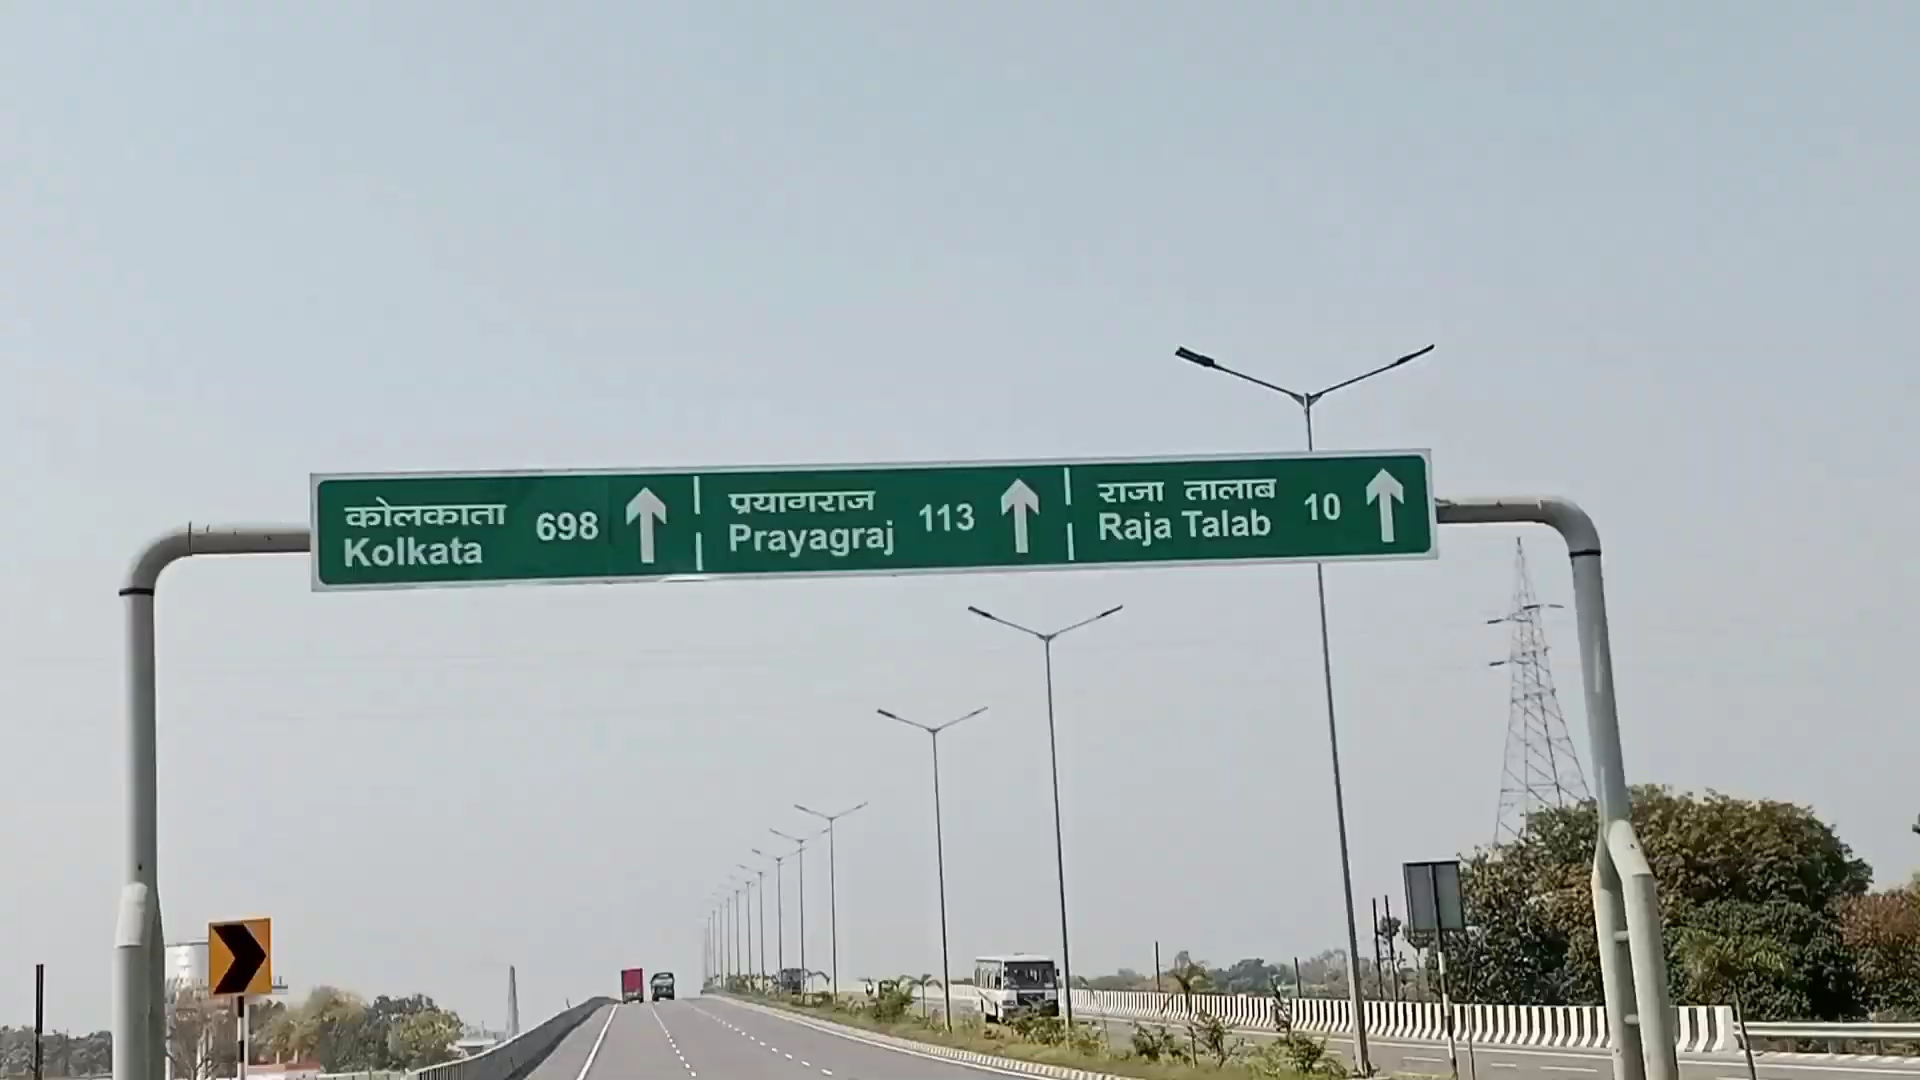 कोलकाता
Kolkata
698
प्रयागराज
Prayagraj
113
राजा तालाब
Raja Talab
10